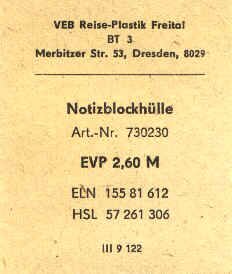 VEB Reise-Plastik Freital
BT 3
Merbitzer Str. 53, Dresden, 8029
Notizblockhülle
Art.-Nr. 730230
EVP 2,60 M
ELN 155 81 612
HSL 57 261 306
III 9 122